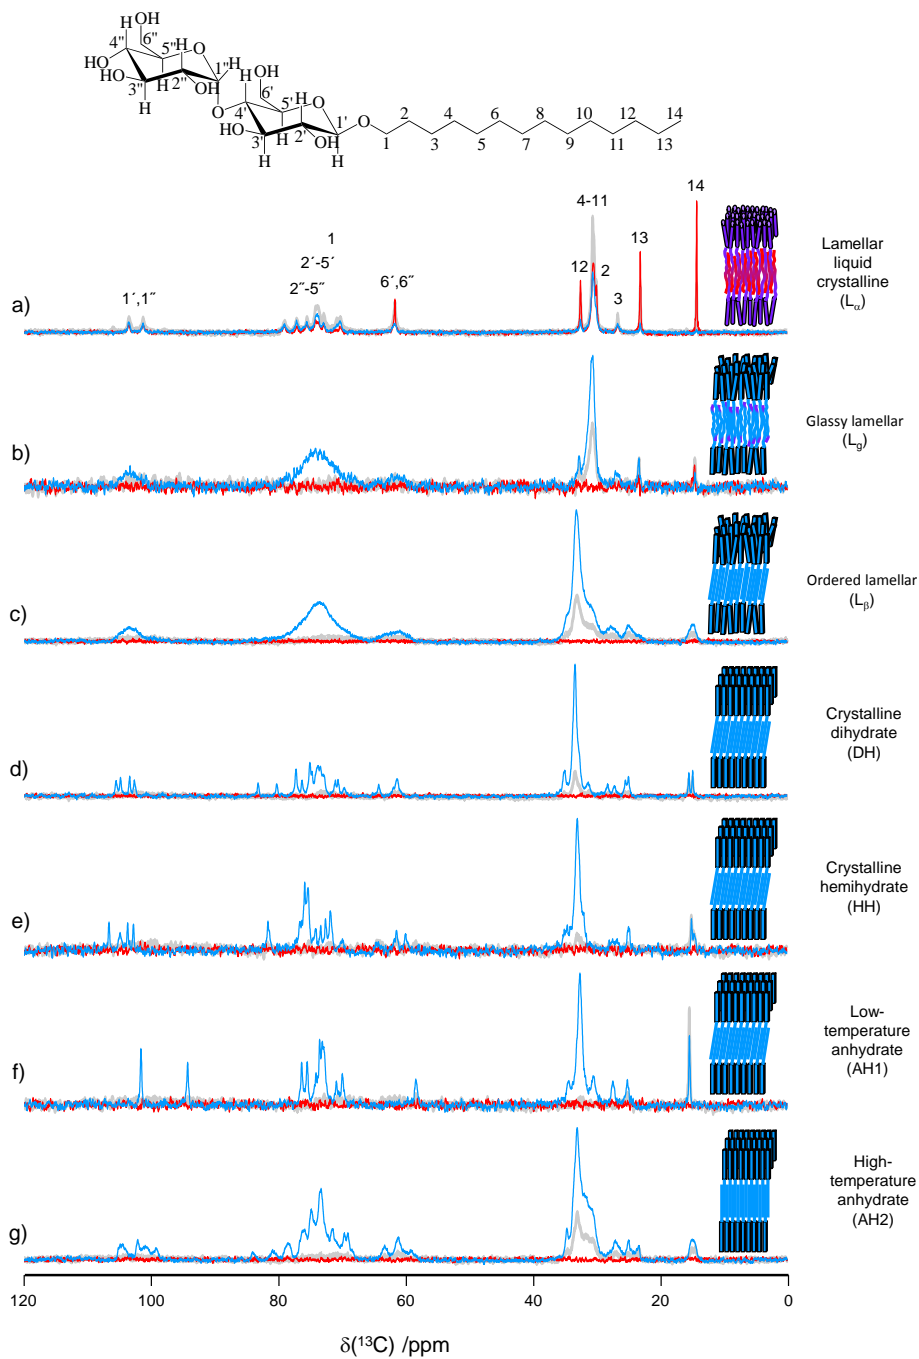 OH
H
6"
H
OH
4"
5"
O
HO
1"
H
HO
3"
H
2"
OH
H
OH
6'
H
O
4'
5'
O
H
1'
O
HO
3'
H
2'
OH
H
H
2 4 6 8 10 12 14
1 3 5 7 9 11 13
a)
1´,1˝
1
2´-5´
2˝-5˝
6´,6˝
12
4-11
2
3
13
14
Lamellar
liquid
crystalline
(Lα)
b)
Glassy lamellar
(Lg)
c)
Ordered lamellar
(Lβ)
d)
Crystalline
dihydrate
(DH)
e)
Crystalline
hemihydrate
(HH)
f)
Low-
temperature
anhydrate
(AH1)
g)
High-
temperature
anhydrate
(AH2)
120 100 80 60 40 20 0
δ(¹³C) /ppm